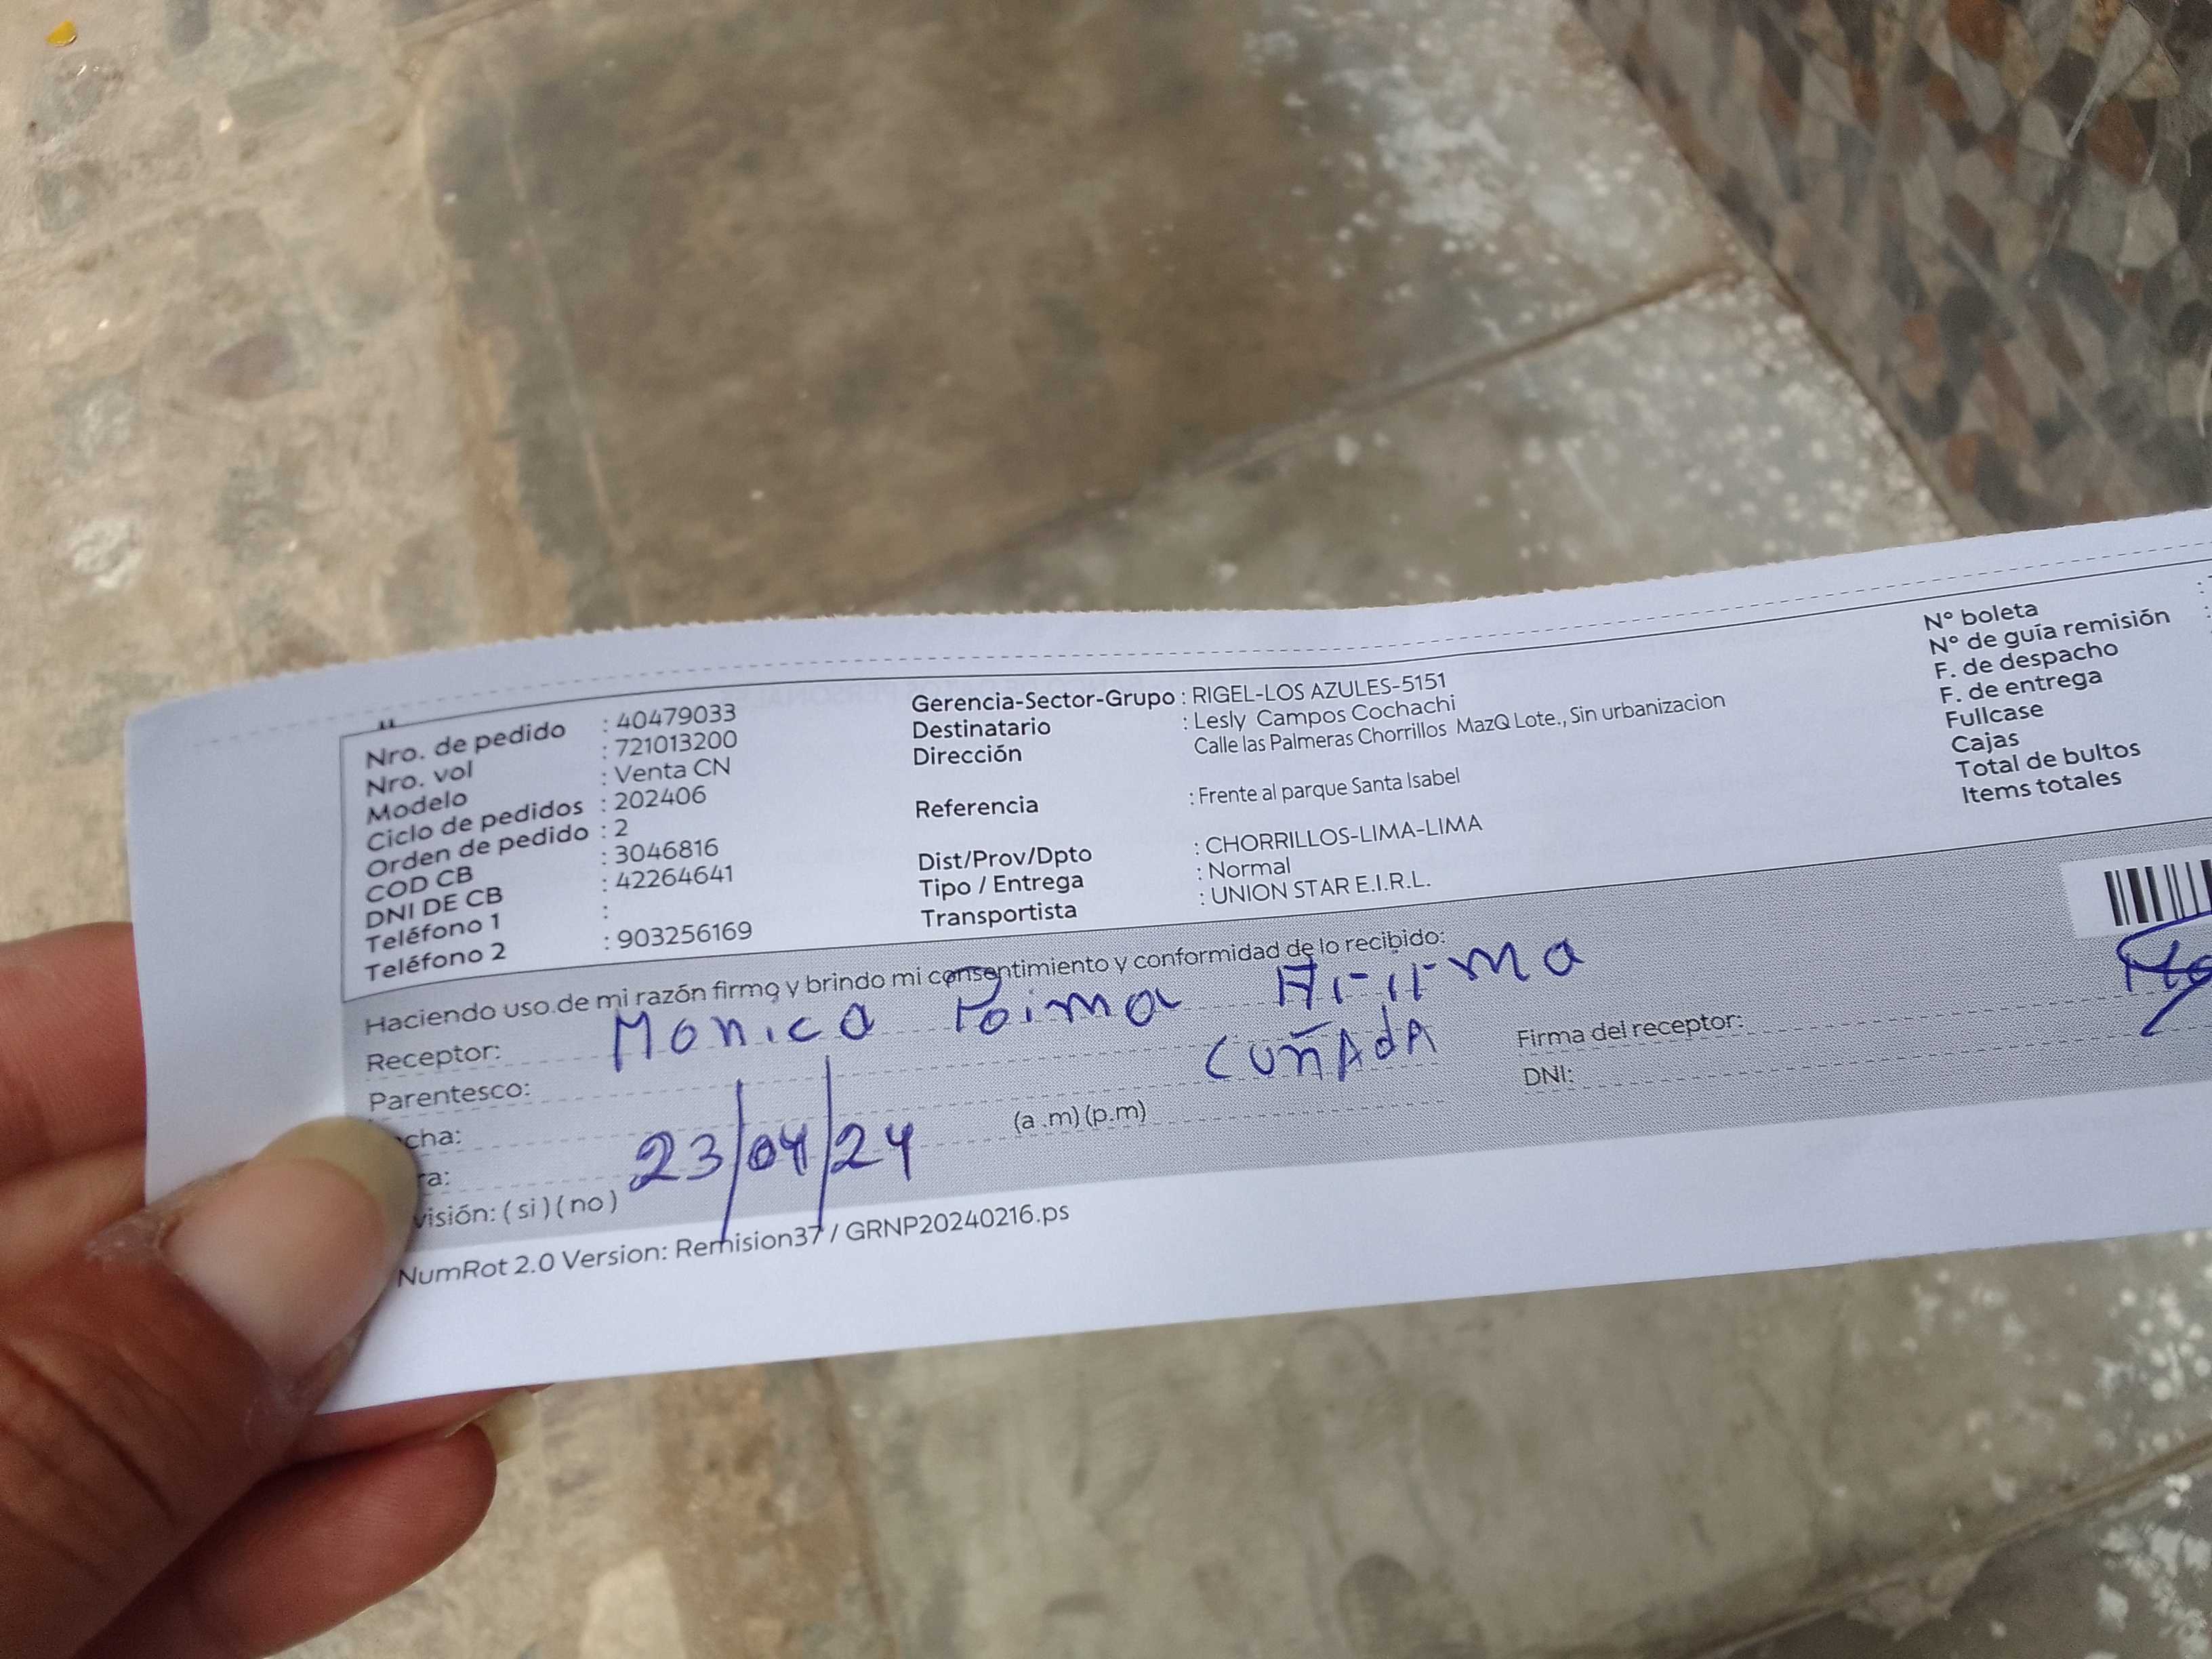 Nro. de pedido : 40479033
Nro. vol : 721013200
Modelo : Venta CN
Ciclo de pedidos : 202406
Orden de pedido : 2
COD CB : 3046816
DNI DE CB : 42264641
Teléfono 1 :
Teléfono 2 : 903256169
Gerencia-Sector-Grupo : RIGEL-LOS AZULES-5151
Destinatario : Lesly Campos Cochachi
Dirección Calle las Palmeras Chorrillos MazQ Lote., Sin urbanizacion
Referencia : Frente al parque Santa Isabel
Dist/Prov/Dpto : CHORRILLOS-LIMA-LIMA
Tipo / Entrega : Normal
Transportista : UNION STAR E.I.R.L.
N° boleta :
N° de guía remisión :
F. de despacho
F. de entrega
Fullcase
Cajas
Total de bultos
Items totales
Haciendo uso de mi razón firmo y brindo mi consentimiento y conformidad de lo recibido:
Receptor: Monica
Parentesco: CUÑAdA
cha: 23/04/24
ra: (a .m) (p.m)
visión: ( si ) ( no )
Firma del receptor:
DNI:
NumRot 2.0 Version: Remision37 / GRNP20240216.ps